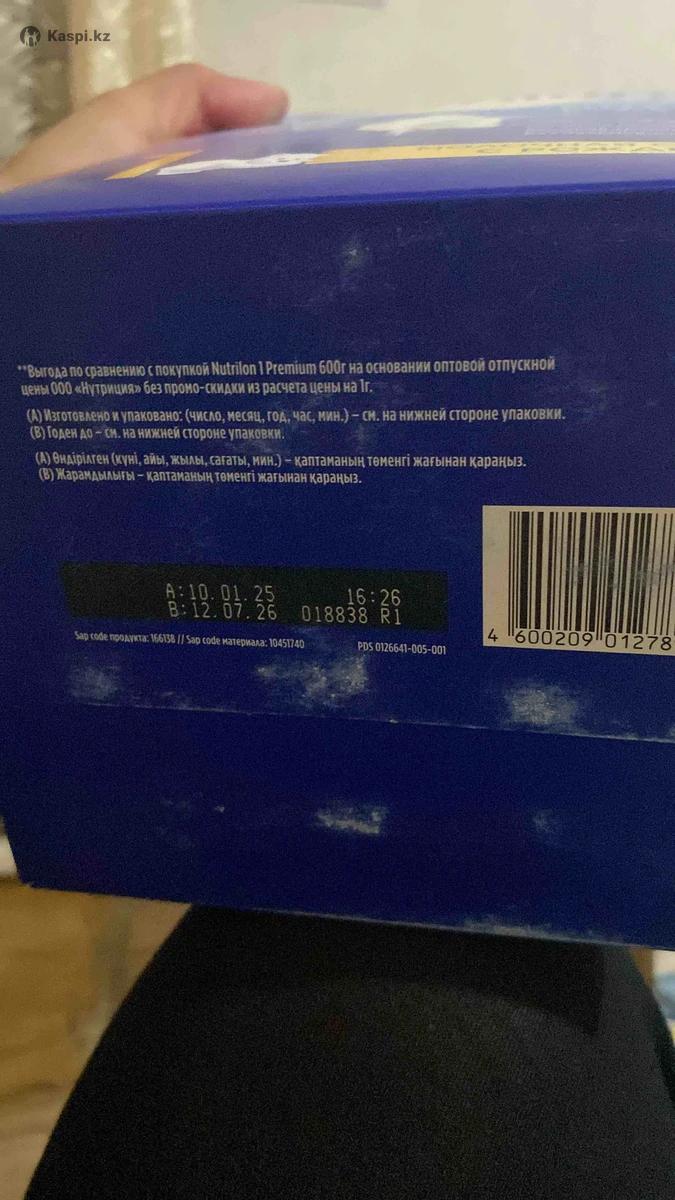 Kaspi.kz
**Выгода по сравнению с покупкой Nutrilon 1 Premium 600г на основании оптовой отпускной
цены ООО «Нутриция» без промо-скидки из расчета цены на 1г.
(А) Изготовлено и упаковано: (число, месяц, год, час, мин.) – см. на нижней стороне упаковки.
(В) Годен до – см. на нижней стороне упаковки.
(А) Өндірілген (күні, айы, жылы, сағаты, мин.) – қаптаманың төменгі жағынан қараңыз.
(В) Жарамдылығы – қаптаманың төменгі жағынан қараңыз.
A:10.01.25 16:26
B:12.07.26 018838 R1
Sap code продукта: 166138 // Sap code материала: 10451740 PDS 0126641-005-001
4 600209 01278